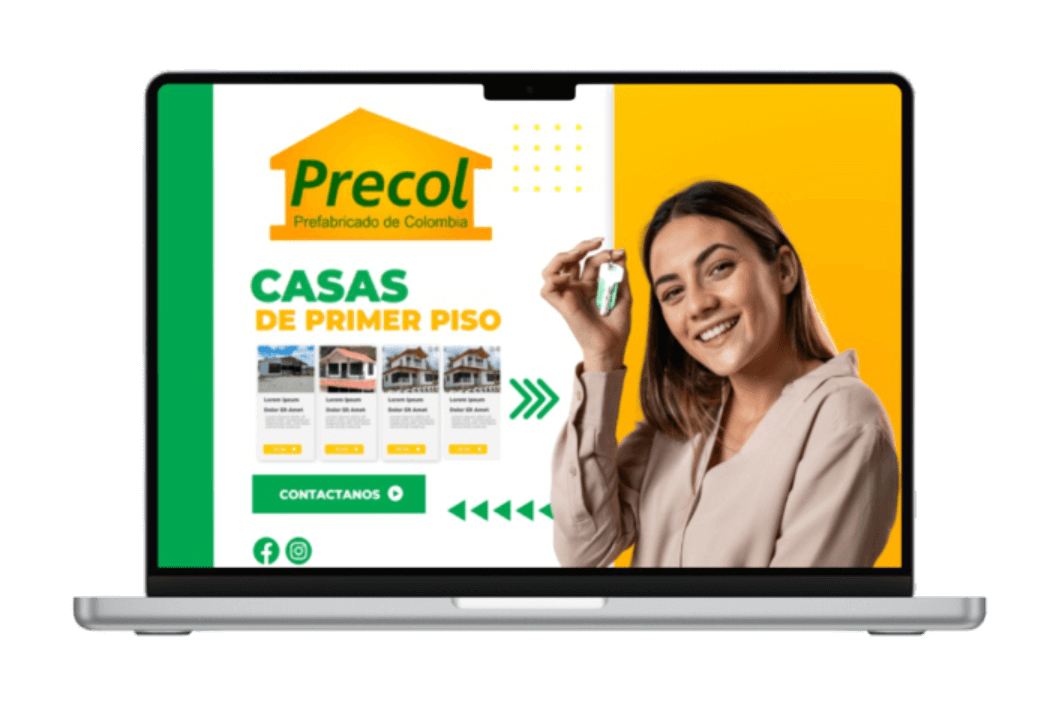 Precol
Prefabricado de Colombia
CASAS
DE PRIMER PISO
Lorem Ipsum
Dolor Sit Amet
Lorem Ipsum
Dolor Sit Amet
Lorem Ipsum
Dolor Sit Amet
Lorem Ipsum
Dolor Sit Amet
CONTACTANOS